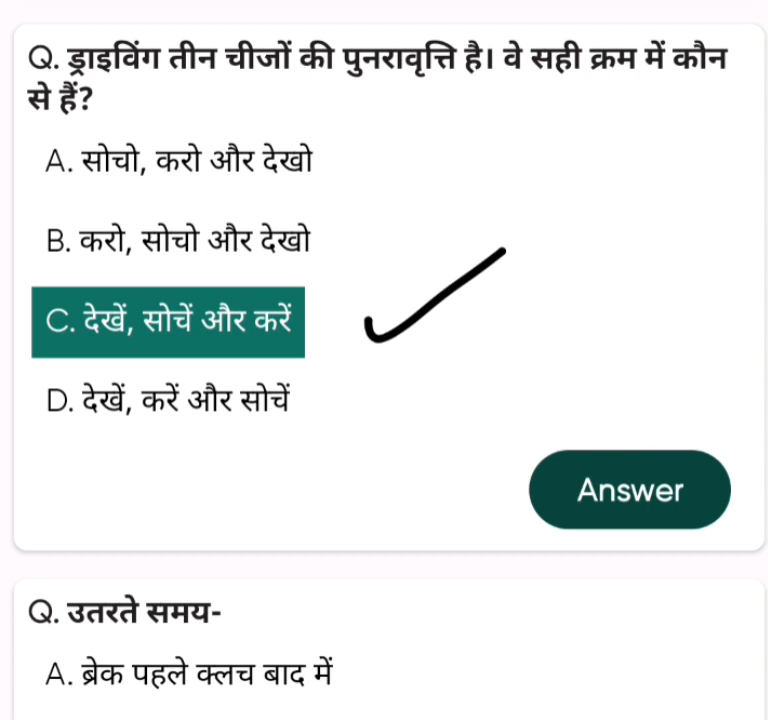 Q. ड्राइविंग तीन चीजों की पुनरावृत्ति है। वे सही क्रम में कौन
से हैं?
A. सोचो, करो और देखो
B. करो, सोचो और देखो
C. देखें, सोचें और करें
D. देखें, करें और सोचें
Answer
Q. उतरते समय-
A. ब्रेक पहले क्लच बाद में